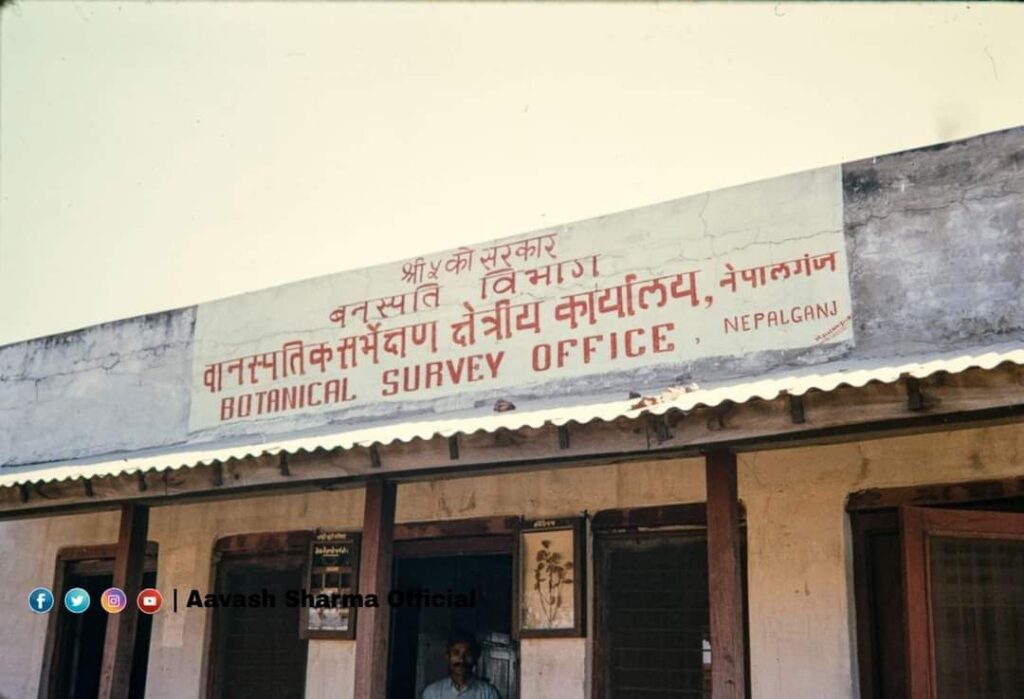 श्री ५ को सरकार
बनस्पति विभाग
वानस्पतिक सर्भेक्षण क्षेत्रीय कार्यालय, नेपालगंज
BOTANICAL SURVEY OFFICE, NEPALGANJ
| Aavash Sharma Official